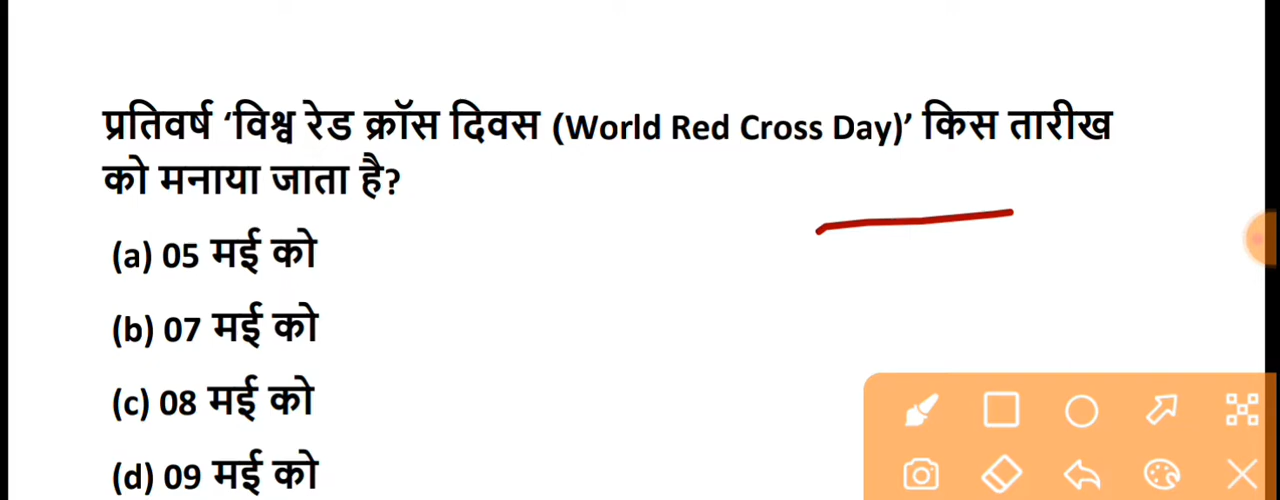 प्रतिवर्ष ‘विश्व रेड क्रॉस दिवस (World Red Cross Day)’ किस तारीख
को मनाया जाता है?
(a) 05 मई को
(b) 07 मई को
(c) 08 मई को
(d) 09 मई को